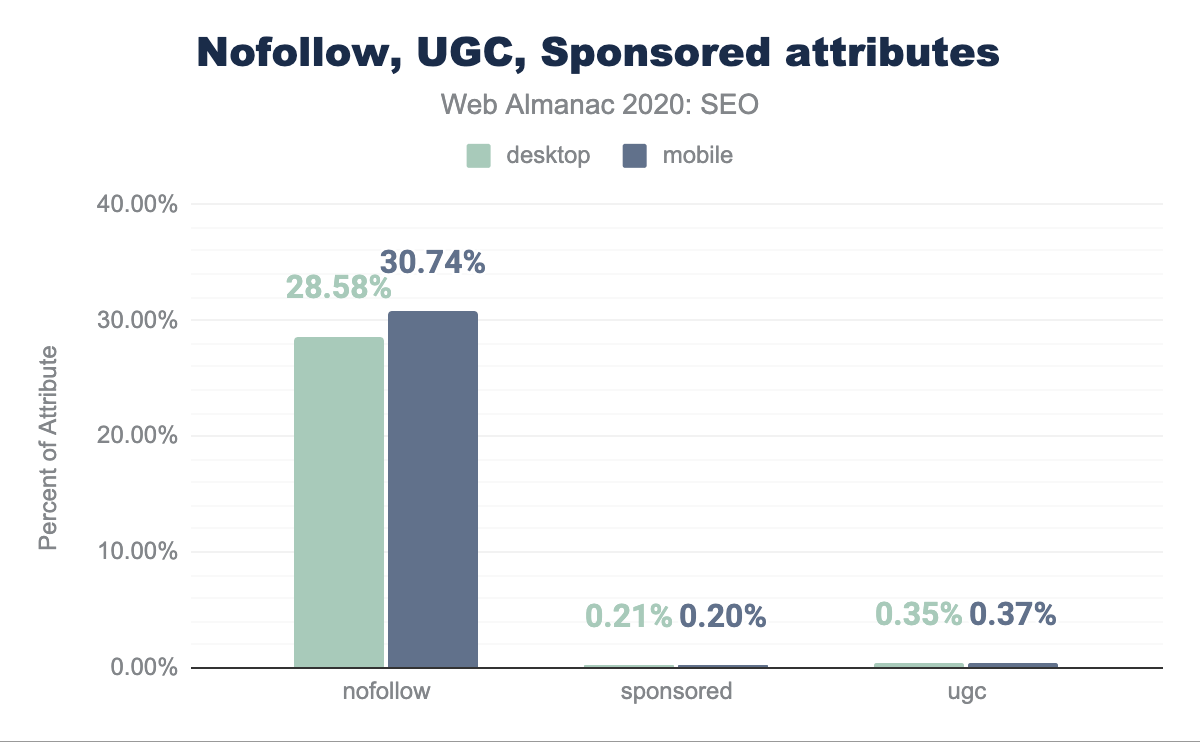 Nofollow, UGC, Sponsored attributes
Web Almanac 2020: SEO
desktop mobile
40.00%
30.74%
28.58%
30.00%
Percent of Attribute
20.00%
10.00%
0.21% 0.20% 0.35% 0.37%
0.00%
nofollow sponsored ugc